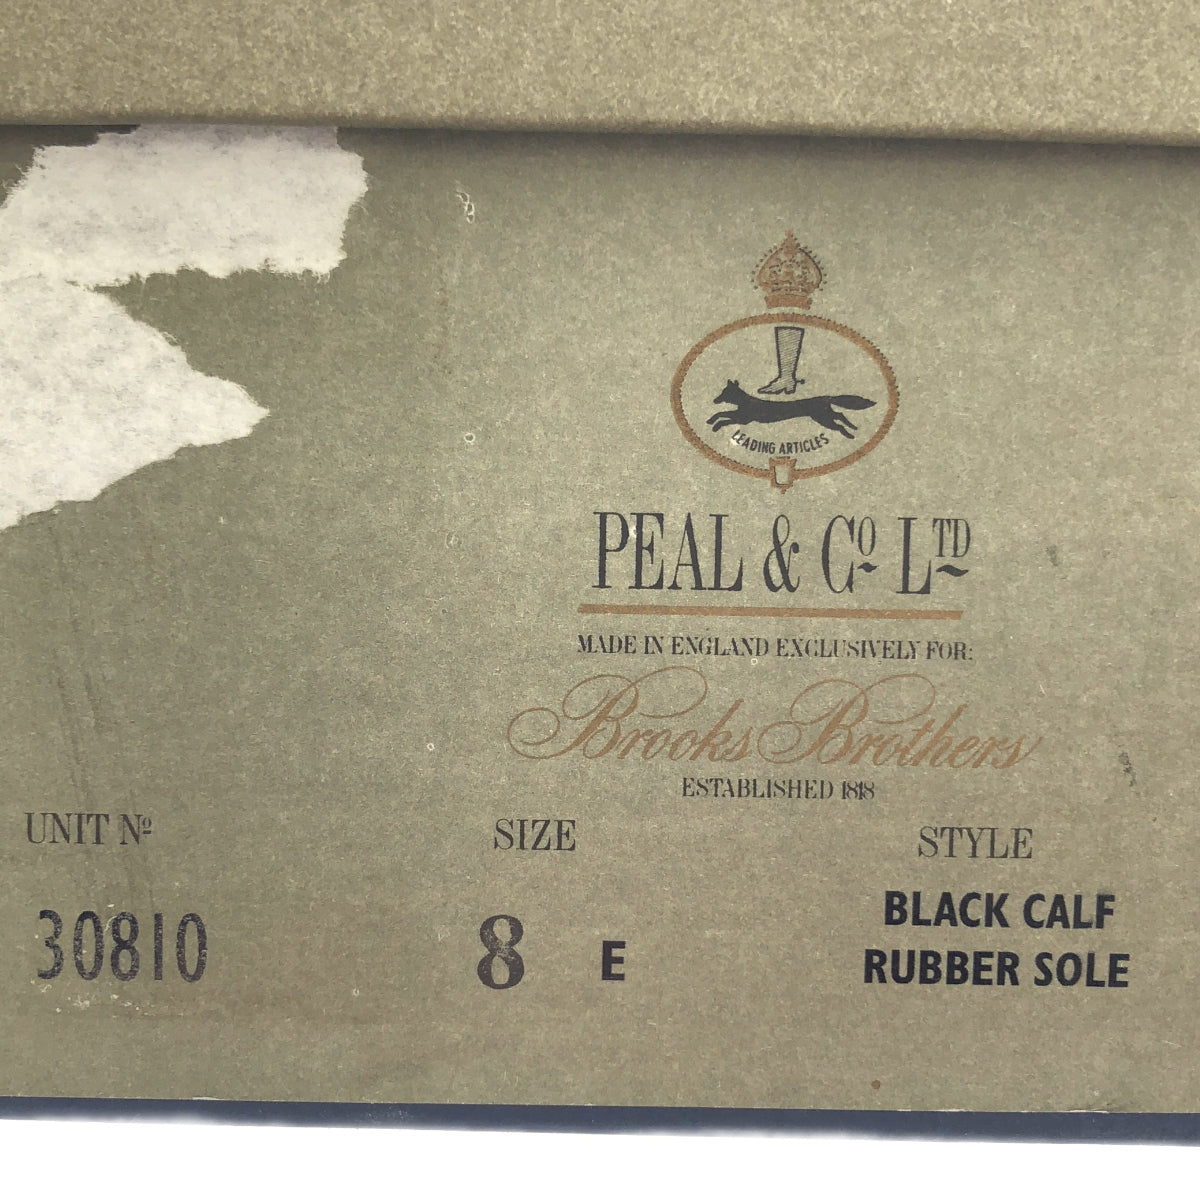 LEADING ARTICLES
PEAL & Cº LTD
MADE IN ENGLAND EXCLUSIVELY FOR:
Brooks Brothers
ESTABLISHED 1818
UNIT Nº SIZE STYLE
30810 8 E BLACK CALF
RUBBER SOLE